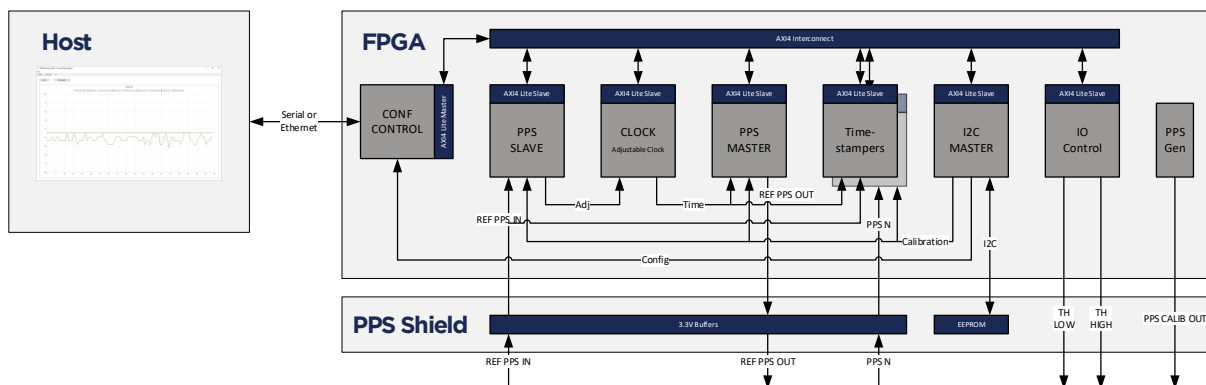 Host
FPGA
AXI4 Interconnect
Serial or
Ethernet
CONF
CONTROL
AXI4 Lite Master
AXI4 Lite Slave
PPS
SLAVE
AXI4 Lite Slave
CLOCK
Adjustable Clock
AXI4 Lite Slave
PPS
MASTER
AXI4 Lite Slave
Time-
stampers
AXI4 Lite Slave
I2C
MASTER
AXI4 Lite Slave
IO
Control
PPS
Gen
Adj
Time
REF PPS OUT
REF PPS IN
PPS N
Calibration
I2C
Config
PPS Shield
3.3V Buffers
EEPROM
TH
LOW
TH
HIGH
PPS CALIB OUT
REF PPS IN
REF PPS OUT
PPS N